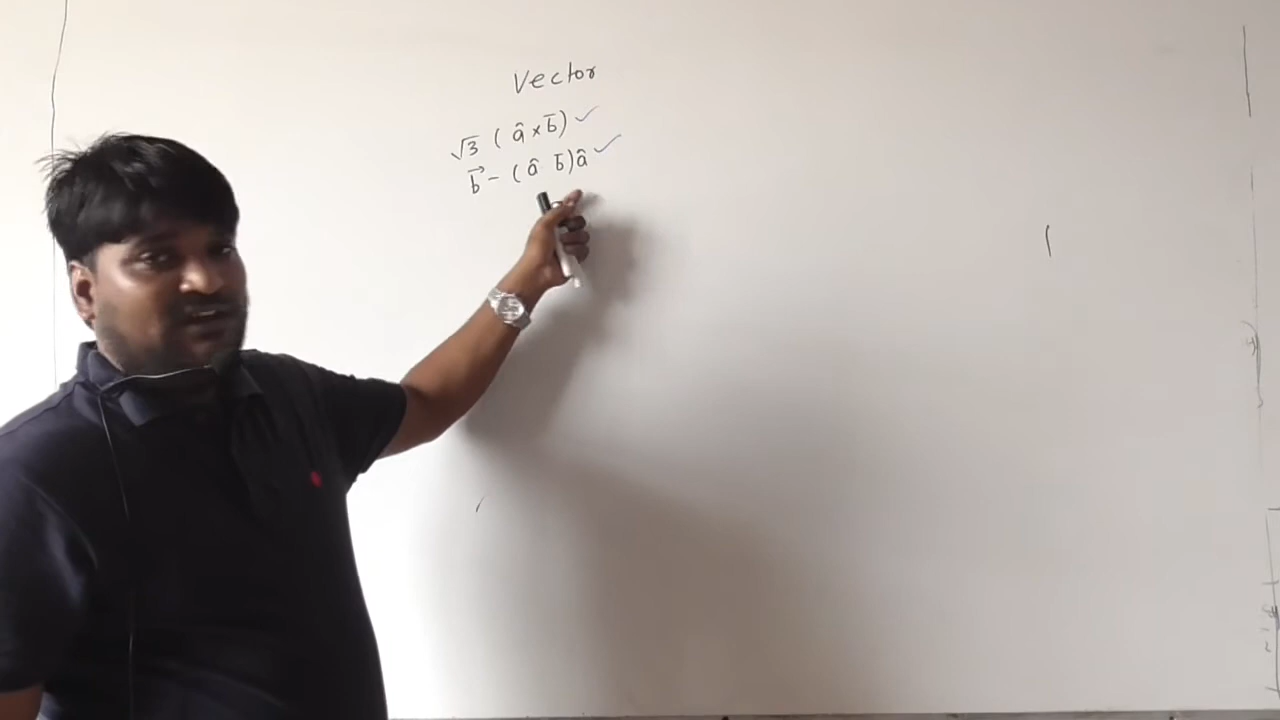 Vector
√3 ( â × b̄ ) ✓
b⃗ - ( â b̄ ) â ✓